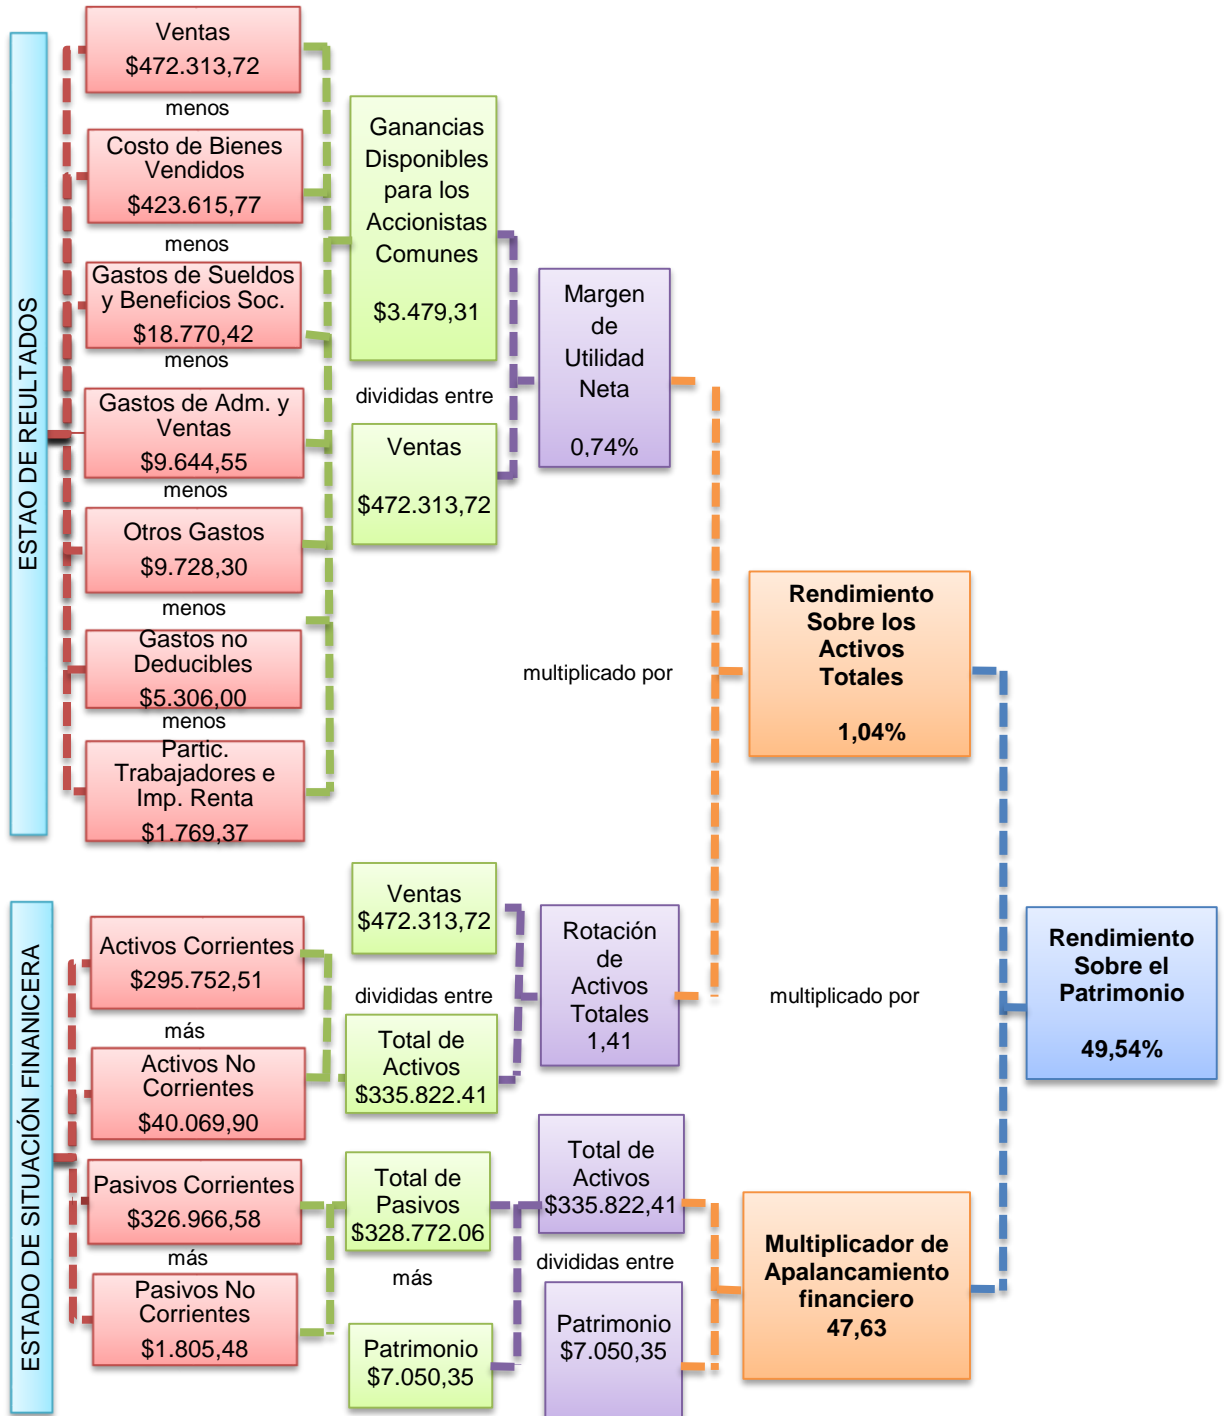 ESTAO DE REULTADOS
Ventas
$472.313,72
menos
Costo de Bienes
Vendidos
$423.615,77
menos
Gastos de Sueldos
y Beneficios Soc.
$18.770,42
menos
Gastos de Adm. y
Ventas
$9.644,55
menos
Otros Gastos
$9.728,30
menos
Gastos no
Deducibles
$5.306,00
menos
Partic.
Trabajadores e
Imp. Renta
$1.769,37
Ganancias
Disponibles
para los
Accionistas
Comunes
$3.479,31
divididas entre
Ventas
$472.313,72
Margen
de
Utilidad
Neta
0,74%
multiplicado por
Rendimiento
Sobre los
Activos
Totales
1,04%
ESTADO DE SITUACIÓN FINANICERA
Activos Corrientes
$295.752,51
más
Activos No
Corrientes
$40.069,90
Pasivos Corrientes
$326.966,58
más
Pasivos No
Corrientes
$1.805,48
Ventas
$472.313,72
divididas entre
Total de
Activos
$335.822.41
Rotación
de
Activos
Totales
1,41
Total de
Pasivos
$328.772.06
más
Patrimonio
$7.050,35
Total de
Activos
$335.822,41
divididas entre
Patrimonio
$7.050,35
multiplicado por
Multiplicador de
Apalancamiento
financiero
47,63
Rendimiento
Sobre el
Patrimonio
49,54%